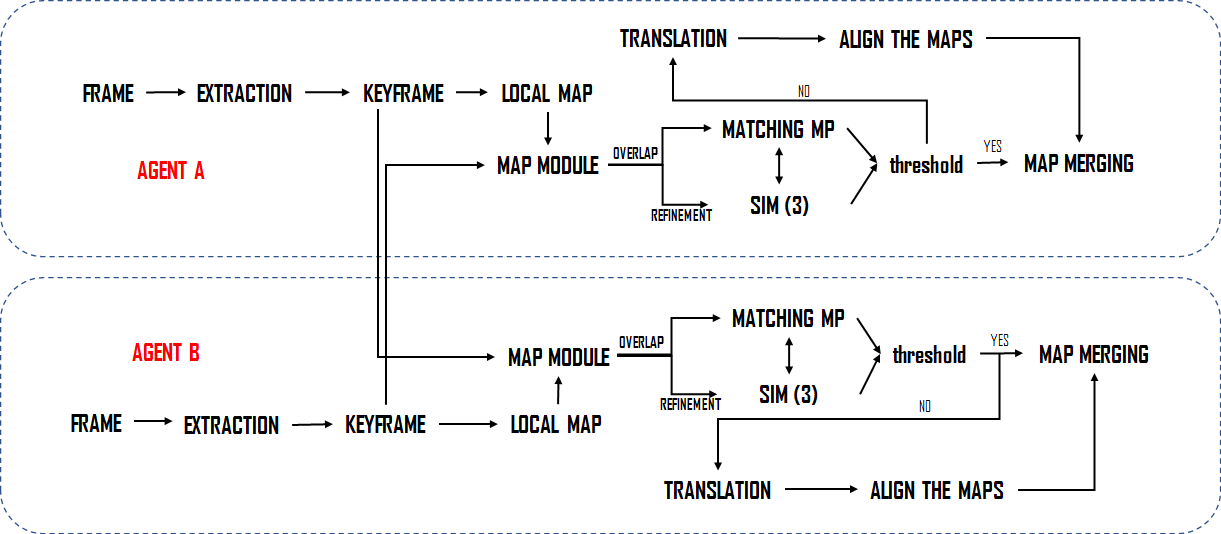 TRANSLATION
ALIGN THE MAPS
FRAME
EXTRACTION
KEYFRAME
LOCAL MAP
NO
MATCHING MP
AGENT A
MAP MODULE
OVERLAP
threshold
YES
MAP MERGING
REFINEMENT
SIM (3)
AGENT B
MAP MODULE
OVERLAP
MATCHING MP
threshold
YES
MAP MERGING
REFINEMENT
SIM (3)
NO
FRAME
EXTRACTION
KEYFRAME
LOCAL MAP
TRANSLATION
ALIGN THE MAPS